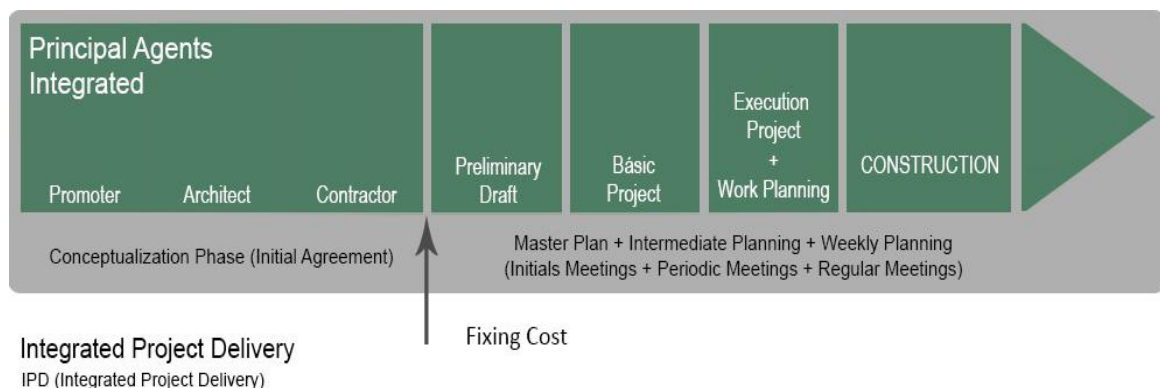 Principal Agents
Integrated
Promoter
Architect
Contractor
Preliminary
Draft
Básic
Project
Execution
Project
+
Work Planning
CONSTRUCTION
Conceptualization Phase (Initial Agreement)
Master Plan + Intermediate Planning + Weekly Planning
(Initials Meetings + Periodic Meetings + Regular Meetings)
Fixing Cost
Integrated Project Delivery
IPD (Integrated Project Delivery)